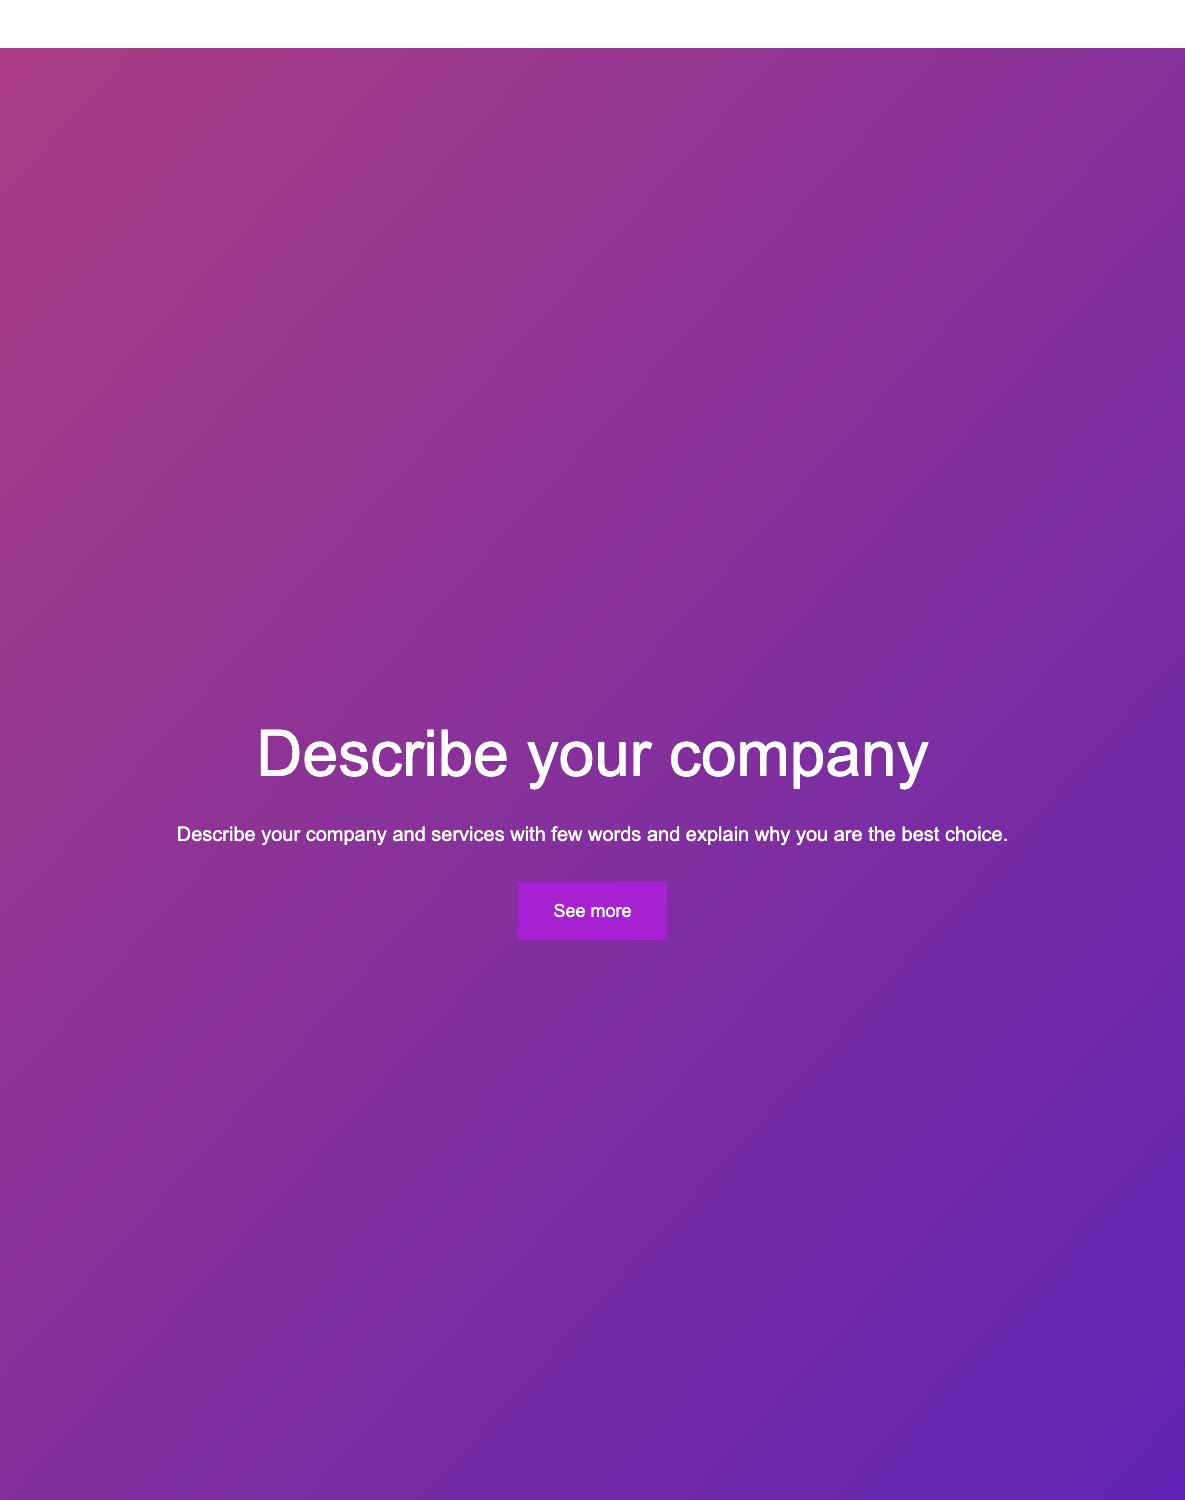 Describe your company
Describe your company and services with few words and explain why you are the best choice.
See more